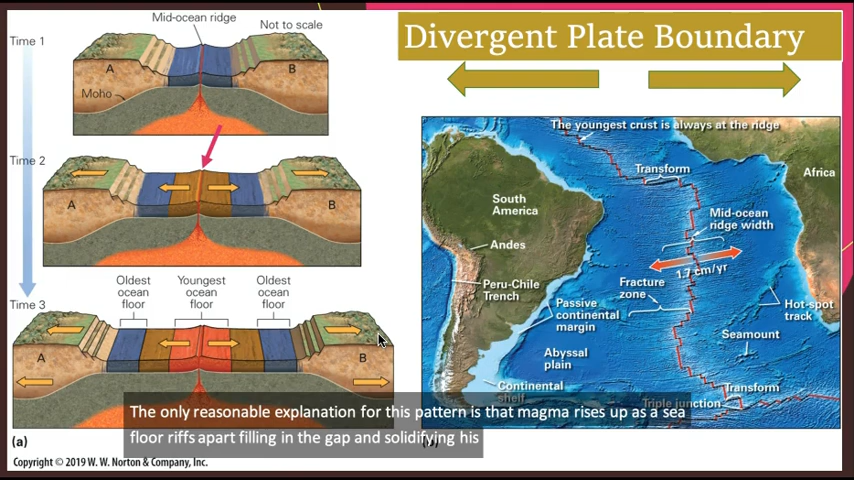 Divergent Plate Boundary
Mid-ocean ridge
Not to scale
Time 1
A
B
Moho
Time 2
A
B
Oldest
ocean
floor
Youngest
ocean
floor
Oldest
ocean
floor
Time 3
A
B
(a)
Copyright © 2019 W. W. Norton & Company, Inc.
The youngest crust is always at the ridge
Transform
Africa
South
America
Mid-ocean
ridge width
Andes
1.7 cm/yr
Peru-Chile
Trench
Fracture
zone
Passive
continental
margin
Hot-spot
track
Seamount
Abyssal
plain
Continental
shelf
Transform
Triple junction
The only reasonable explanation for this pattern is that magma rises up as a sea
floor riffs apart filling in the gap and solidifying his